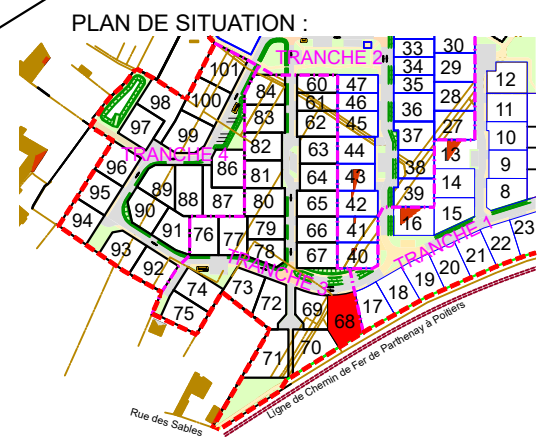 PLAN DE SITUATION :
TRANCHE 2
101 84 60 47 33 30
100 83 61 46 34 29 12
98 62 45 35 28 11
97 99 82 63 44 36 27 10
TRANCHE 4
96 86 81 64 43 37 13 9
95 89 88 87 80 65 42 38 14 8
94 90 91 76 79 66 41 39 15 23
93 77 78 67 40 16 22
TRANCHE 1
92 74 73 72 69 68 17 18 19 20 21
TRANCHE 3
75 71 70
Rue des Sables
Ligne de Chemin de Fer de Parthenay à Poitiers